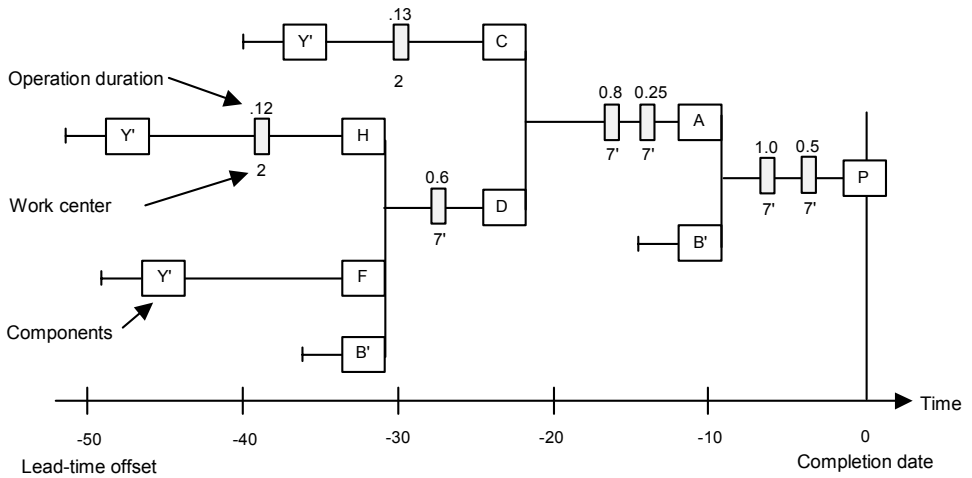 .13
Y'
C
2
Operation duration
.12
0.8
0.25
Y'
H
A
1.0
0.5
2
7'
7'
0.6
P
Work center
D
7'
7'
7'
B'
Y'
F
Components
B'
Time
-50
-40
-30
-20
-10
0
Lead-time offset
Completion date